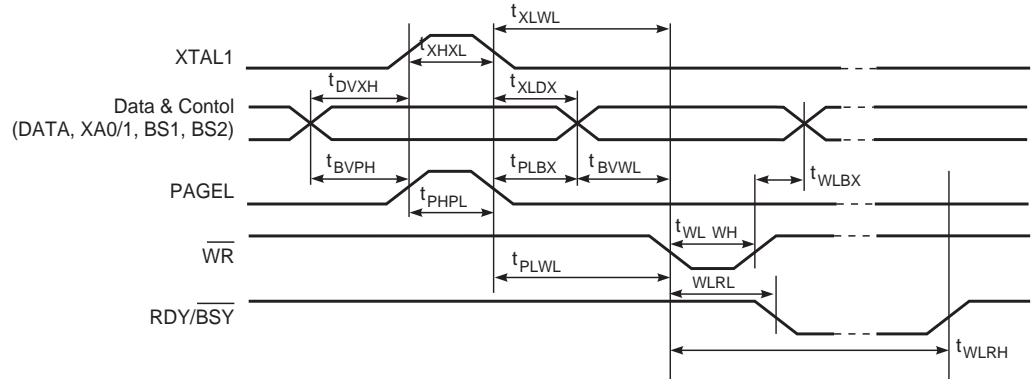 tXLWL
XTAL1
tXHXL
tDVXH
tXLDX
Data & Contol
(DATA, XA0/1, BS1, BS2)
tBVPH
tPLBX
tBVWL
tWLBX
PAGEL
tPHPL
tWL WH
WR
tPLWL
WLRL
RDY/BSY
tWLRH